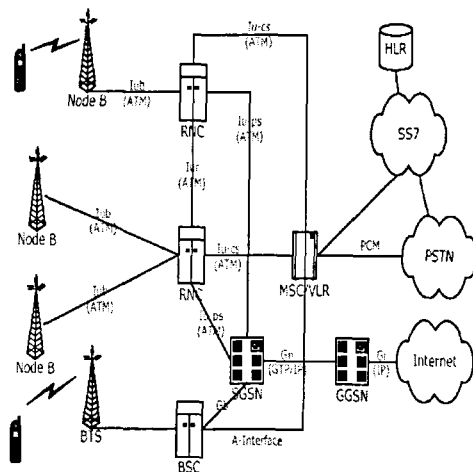 Iu-cs
(ATM)
HLR
Node B
Iub
(ATM)
RNC
Iu-ps
(ATM)
SS7
Iur
(ATM)
Iub
(ATM)
Node B
RNC
Iu-cs
(ATM)
MSC/VLR
PCM
PSTN
Iub
(ATM)
Iu-ps
(ATM)
Node B
SGSN
Gn
(GTP/IP)
GGSN
Gi
(IP)
Internet
BTS
Gb
BSC
A-Interface